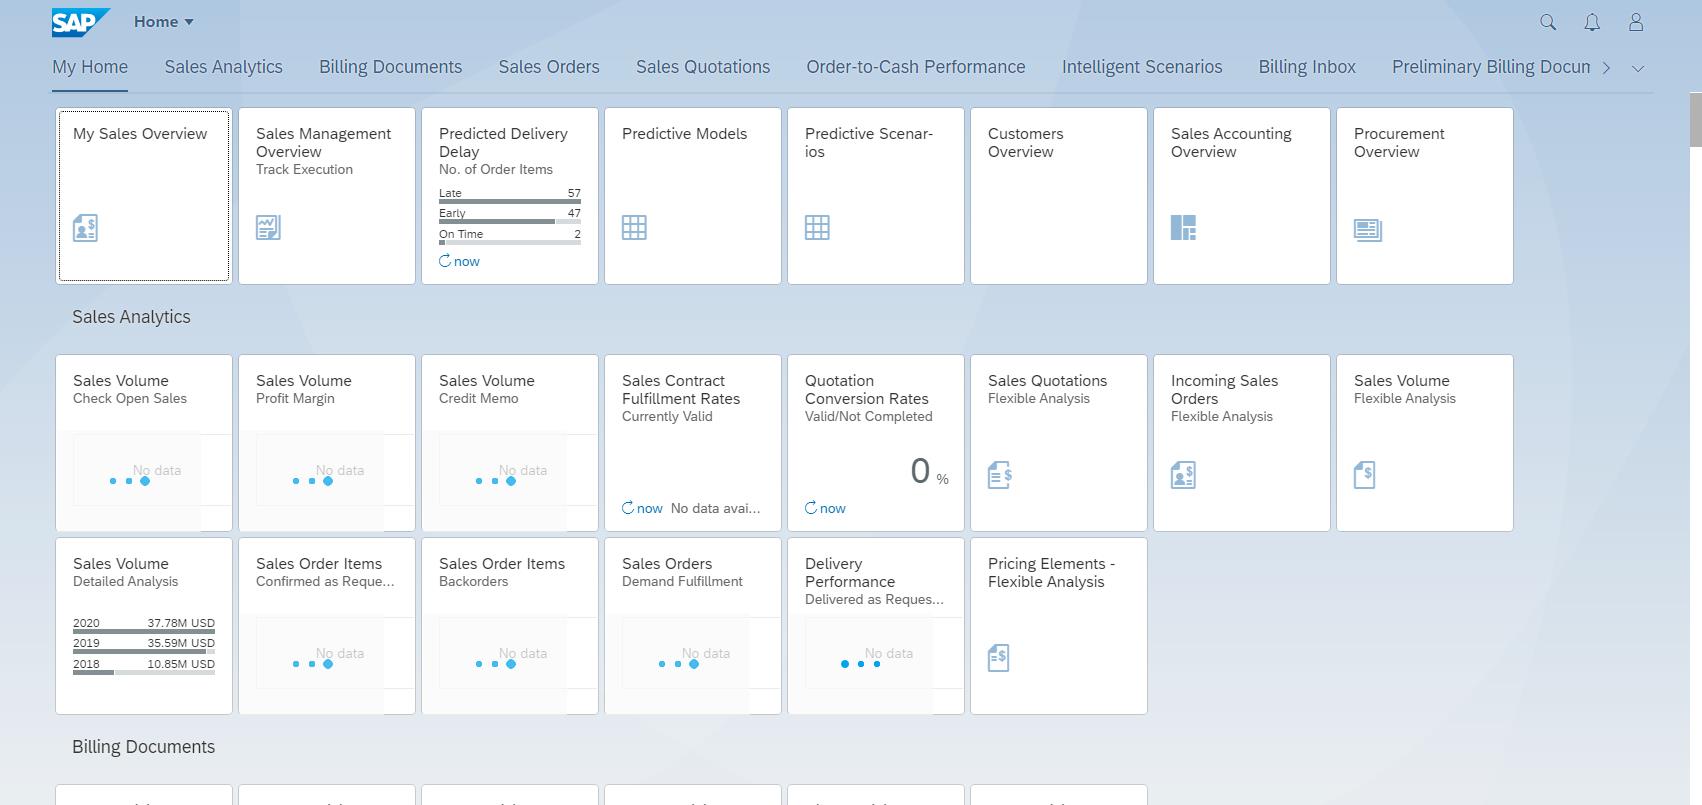 SAP Home
My Home Sales Analytics Billing Documents Sales Orders Sales Quotations Order-to-Cash Performance Intelligent Scenarios Billing Inbox Preliminary Billing Docun
My Sales Overview
Sales Management
Overview
Track Execution
Predicted Delivery
Delay
No. of Order Items
Late 57
Early 47
On Time 2
now
Predictive Models
Predictive Scenar-
ios
Customers
Overview
Sales Accounting
Overview
Procurement
Overview
Sales Analytics
Sales Volume
Check Open Sales
No data
Sales Volume
Profit Margin
No data
Sales Volume
Credit Memo
No data
Sales Contract
Fulfillment Rates
Currently Valid
now No data avai...
Quotation
Conversion Rates
Valid/Not Completed
0 %
now
Sales Quotations
Flexible Analysis
Incoming Sales
Orders
Flexible Analysis
Sales Volume
Flexible Analysis
Sales Volume
Detailed Analysis
2020 37.78M USD
2019 35.59M USD
2018 10.85M USD
Sales Order Items
Confirmed as Reque...
No data
Sales Order Items
Backorders
No data
Sales Orders
Demand Fulfillment
No data
Delivery
Performance
Delivered as Reques...
No data
Pricing Elements -
Flexible Analysis
Billing Documents